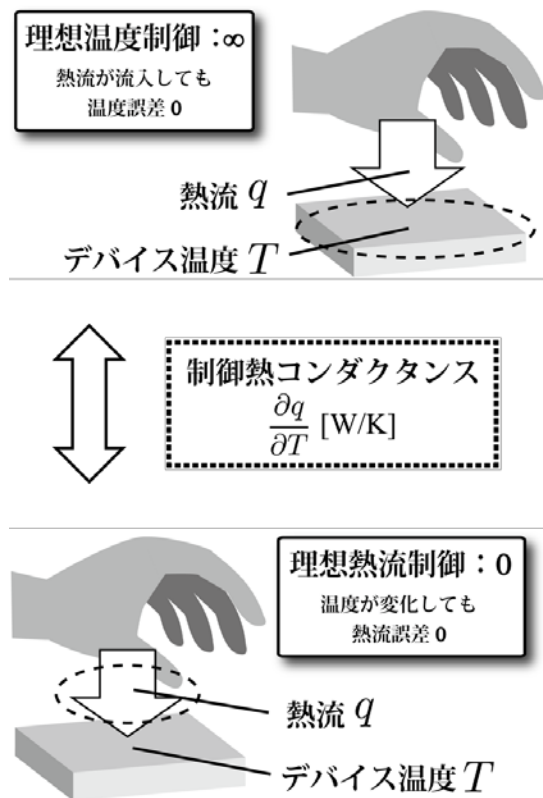 理想温度制御：∞
熱流が流入しても
温度誤差 0
熱流 q
デバイス温度 T
制御熱コンダクタンス
∂q/∂T [W/K]
理想熱流制御：0
温度が変化しても
熱流誤差 0
熱流 q
デバイス温度 T